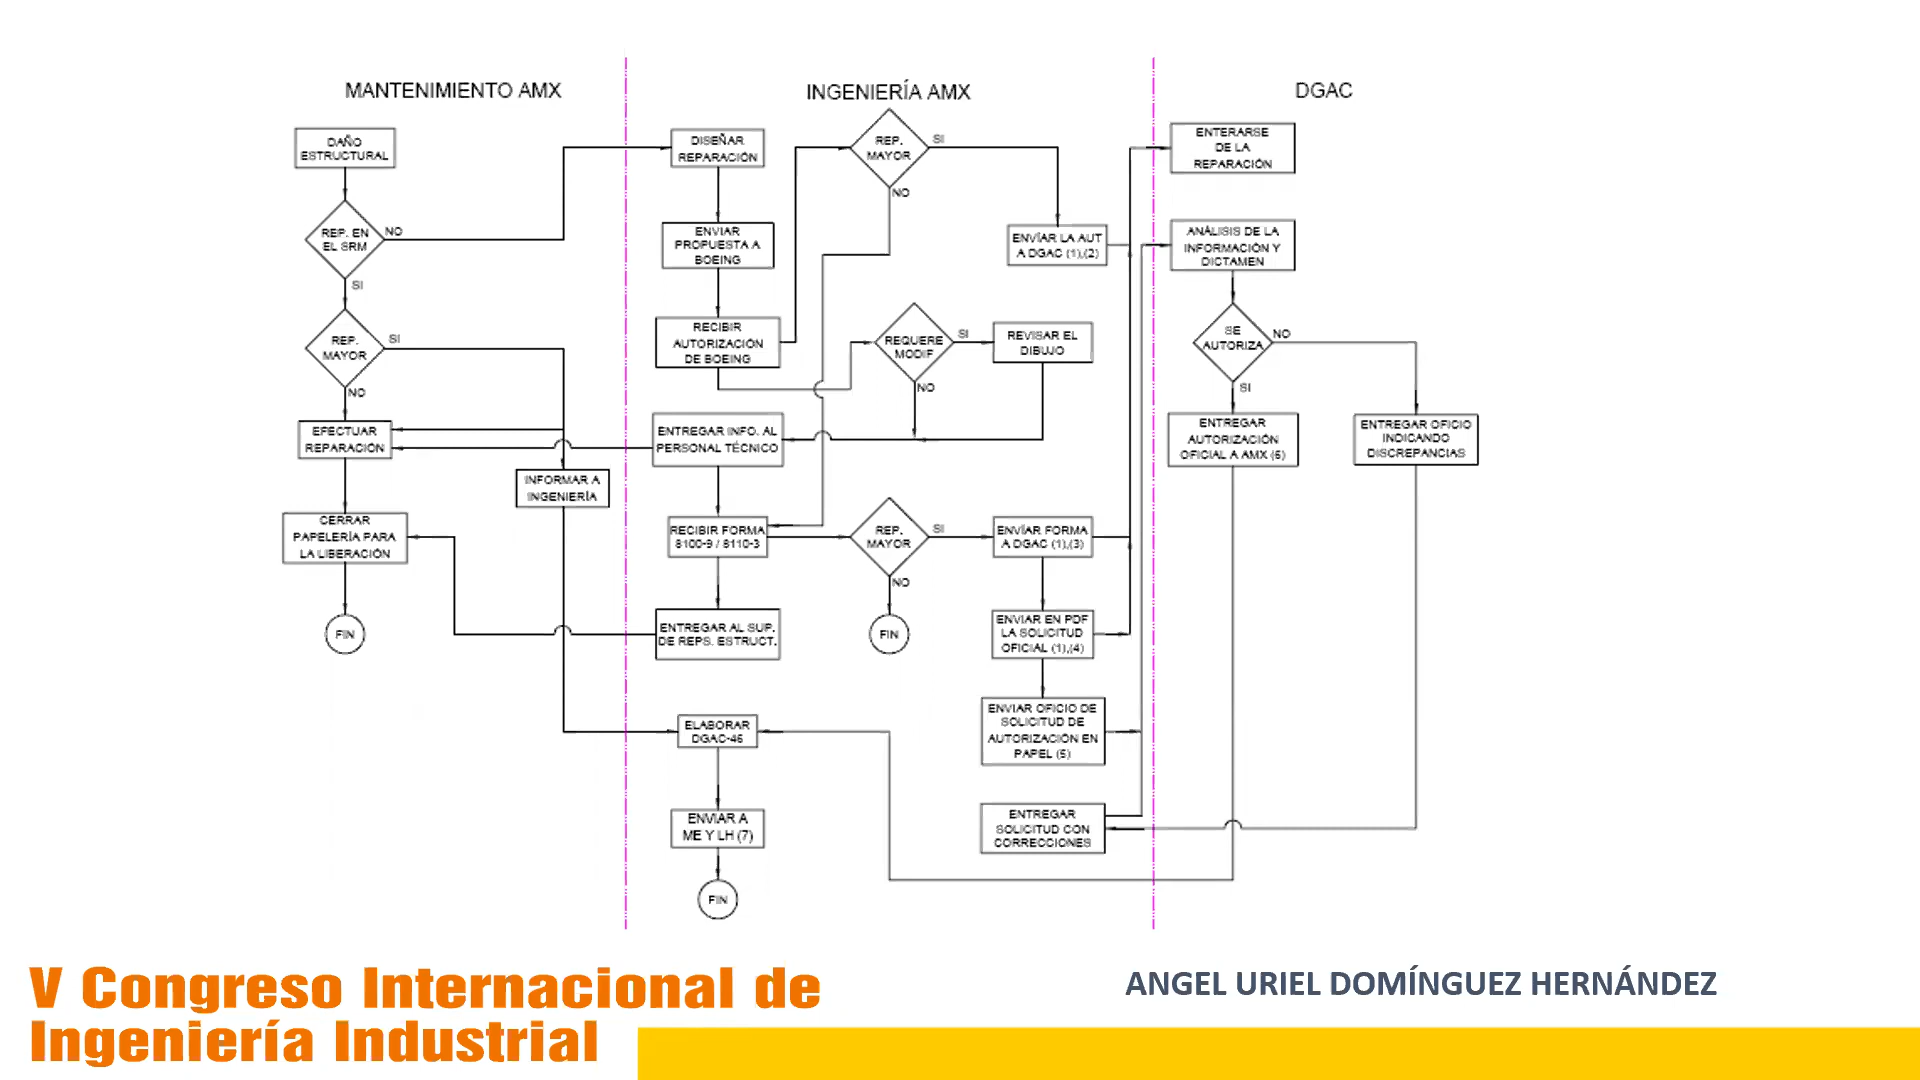 MANTENIMIENTO AMX
DAÑO
ESTRUCTURAL
REP. EN
EL SRM
NO
SI
REP.
MAYOR
SI
NO
EFECTUAR
REPARACIÓN
INFORMAR A
INGENIERÍA
CERRAR
PAPELERÍA PARA
LA LIBERACIÓN
FIN
INGENIERÍA AMX
DISEÑAR
REPARACIÓN
REP.
MAYOR
SI
NO
ENVIAR
PROPUESTA A
BOEING
ENVÍAR LA AUT
A DGAC (1),(2)
RECIBIR
AUTORIZACIÓN
DE BOEING
REQUERE
MODIF
SI
NO
REVISAR EL
DIBUJO
ENTREGAR INFO. AL
PERSONAL TÉCNICO
RECIBIR FORMA
8100-9 / 8110-3
REP.
MAYOR
SI
NO
FIN
ENVÍAR FORMA
A DGAC (1),(3)
ENTREGAR AL SUP.
DE REPS. ESTRUCT.
ENVIAR EN PDF
LA SOLICITUD
OFICIAL (1),(4)
ELABORAR
DGAC-46
ENVIAR OFICIO DE
SOLICITUD DE
AUTORIZACIÓN EN
PAPEL (5)
ENVIAR A
ME Y LH (7)
FIN
ENTREGAR
SOLICITUD CON
CORRECCIONES
DGAC
ENTERARSE
DE LA
REPARACIÓN
ANÁLISIS DE LA
INFORMACIÓN Y
DICTAMEN
SE
AUTORIZA
NO
SI
ENTREGAR
AUTORIZACIÓN
OFICIAL A AMX (6)
ENTREGAR OFICIO
INDICANDO
DISCREPANCIAS
V Congreso Internacional de
Ingeniería Industrial
ANGEL URIEL DOMÍNGUEZ HERNÁNDEZ